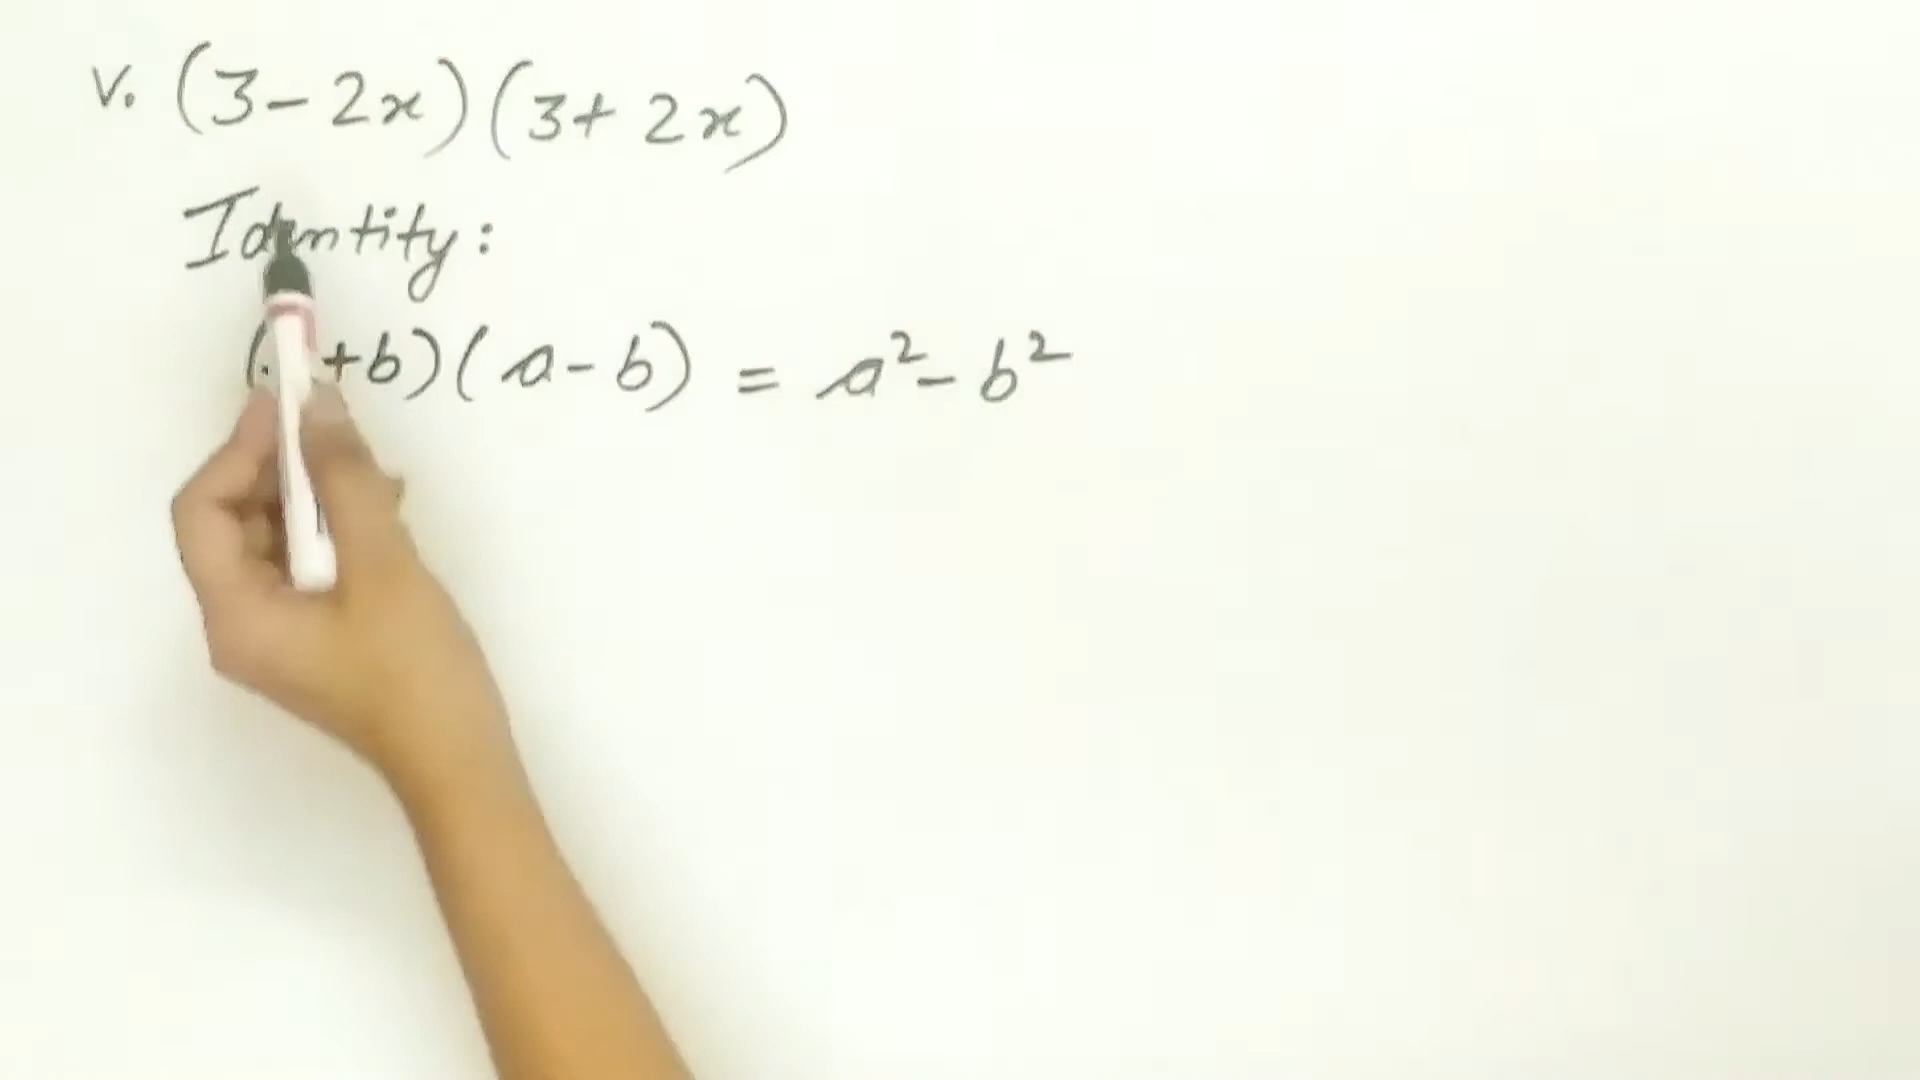 v. (3-2x)(3+2x)
Identity:
( +b)(a-b) = a²-b²